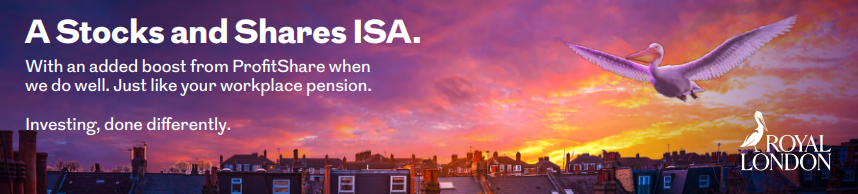 A Stocks and Shares ISA.
With an added boost from ProfitShare when
we do well. Just like your workplace pension.
Investing, done differently.
ROYAL
LONDON